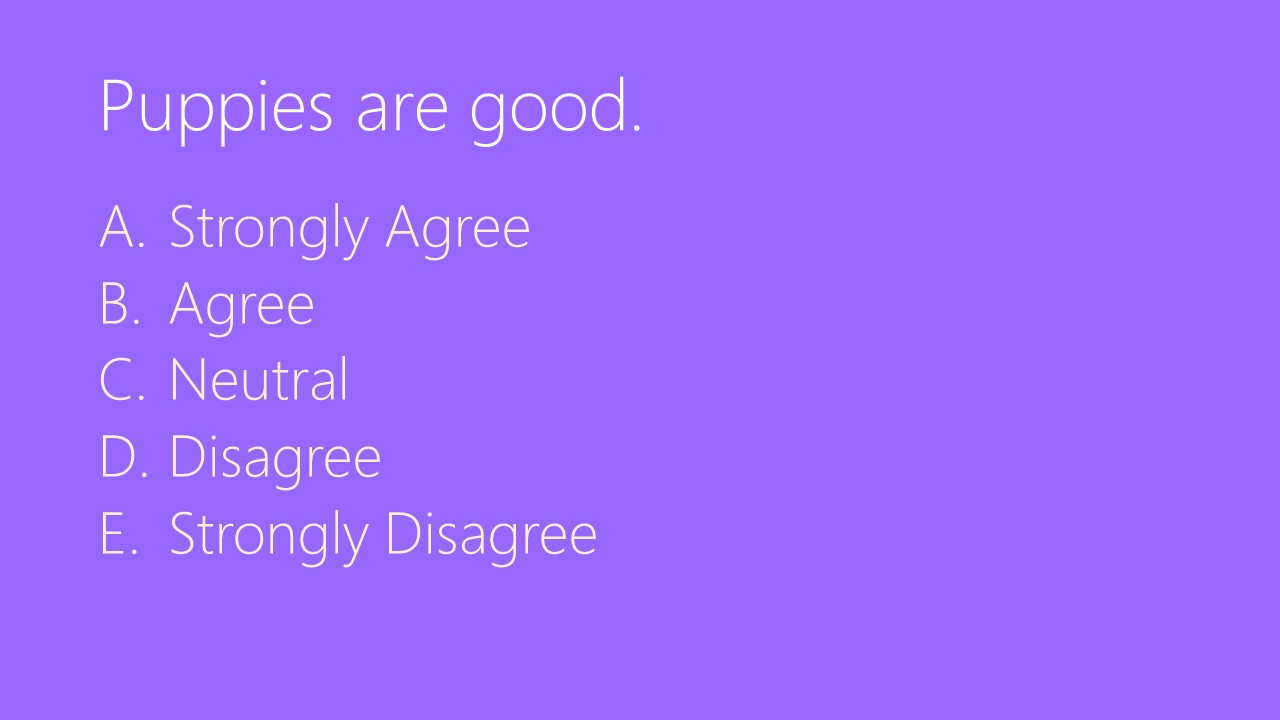 Puppies are good.
A. Strongly Agree
B. Agree
C. Neutral
D. Disagree
E. Strongly Disagree